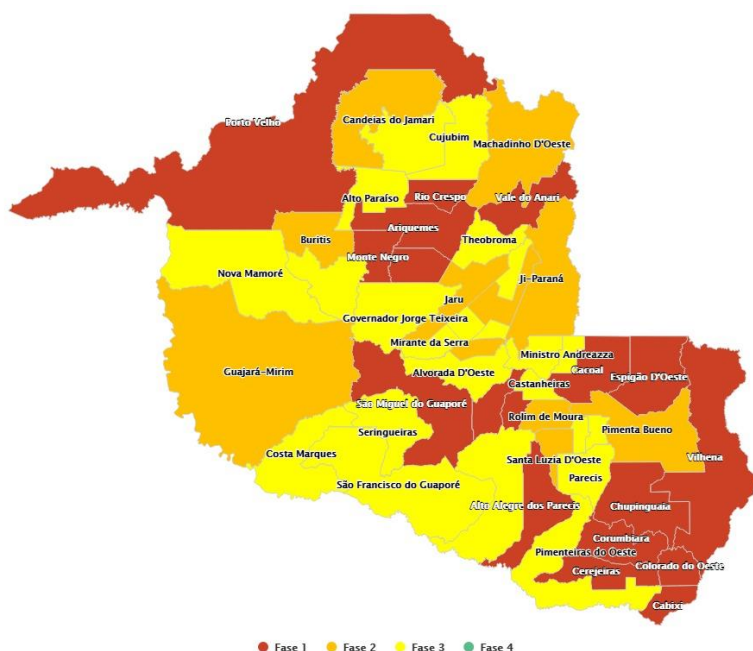 Porto Velho
Candeias do Jamari
Cujubim
Machadinho D'Oeste
Alto Paraíso
Rio Crespo
Vale do Anari
Ariquemes
Buritis
Theobroma
Monte Negro
Nova Mamoré
Ji-Paraná
Jaru
Governador Jorge Teixeira
Mirante da Serra
Ministro Andreazza
Guajará-Mirim
Alvorada D'Oeste
Cacoal
Espigão D'Oeste
Castanheiras
São Miguel do Guaporé
Rolim de Moura
Seringueiras
Pimenta Bueno
Costa Marques
Santa Luzia D'Oeste
Vilhena
São Francisco do Guaporé
Parecis
Alto Alegre dos Parecis
Chupinguaia
Corumbiara
Pimenteiras do Oeste
Colorado do Oeste
Cerejeiras
Cabixi
Fase 1 Fase 2 Fase 3 Fase 4